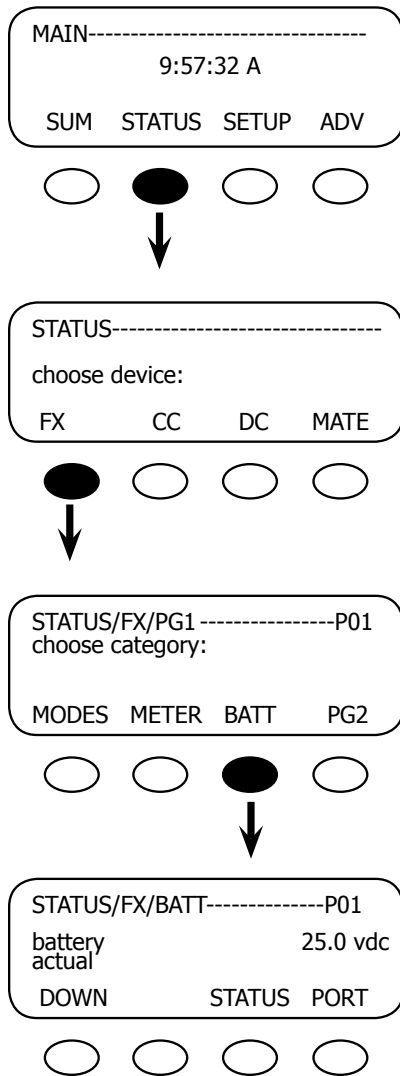 MAIN---------------------------------
9:57:32 A
SUM STATUS SETUP ADV
STATUS--------------------------------
choose device:
FX CC DC MATE
STATUS/FX/PG1 ----------------P01
choose category:
MODES METER BATT PG2
STATUS/FX/BATT--------------P01
battery 25.0 vdc
actual
DOWN STATUS PORT